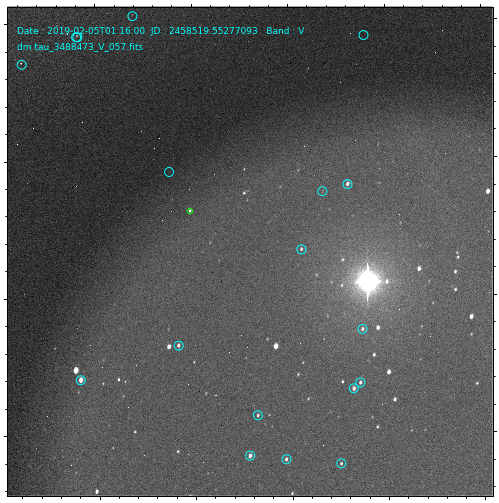 Date : 2019-02-05T01:16:00 JD : 2458519.55277093 Band : V
dm tau_3488473_V_057.fits